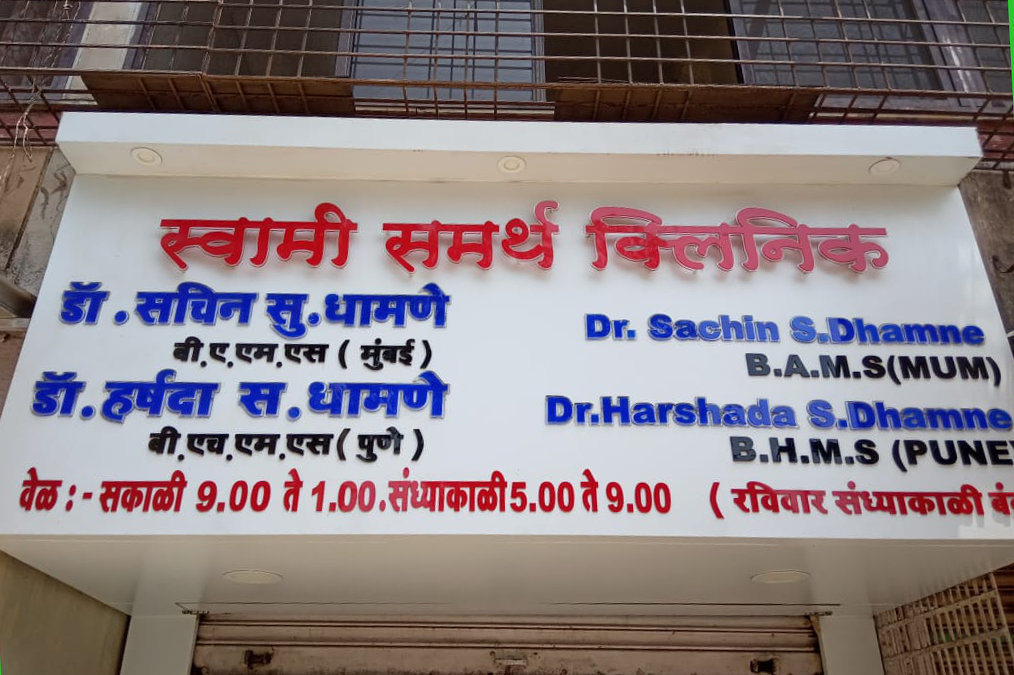 स्वामी समर्थ क्लिनिक
डॉ.सचिन सु.धामणे
बी.ए.एम.एस ( मुंबई )
डॉ.हर्षदा स.धामणे
बी.एच.एम.एस( पुणे )
Dr. Sachin S.Dhamne
B.A.M.S(MUM)
Dr.Harshada S.Dhamne
B.H.M.S (PUNE)
वेळ :- सकाळी 9.00 ते 1.00.संध्याकाळी 5.00 ते 9.00 ( रविवार संध्याकाळी